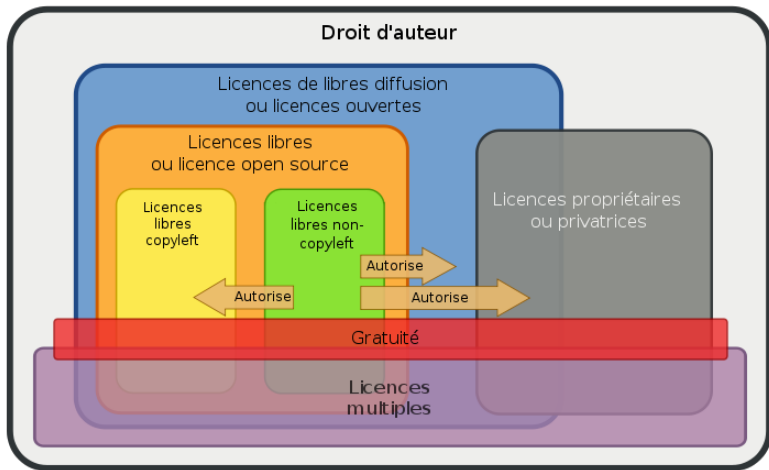 Droit d'auteur
Licences de libres diffusion
ou licences ouvertes
Licences libres
ou licence open source
Licences propriétaires
ou privatrices
Licences
libres
copyleft
Licences
libres non-
copyleft
Autorise
Autorise
Autorise
Gratuité
Licences
multiples